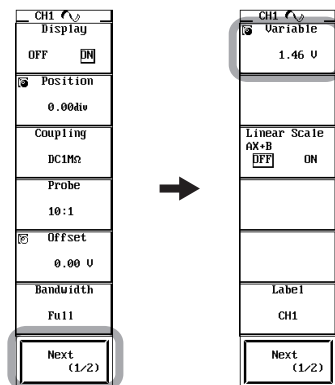 CH1
Display
OFF ON
Position
0.00div
Coupling
DC1MΩ
Probe
10:1
Offset
0.00 V
Bandwidth
Full
Next
(1/2)
CH1
Variable
1.46 V
Linear Scale
AX+B
OFF ON
Label
CH1
Next
(1/2)